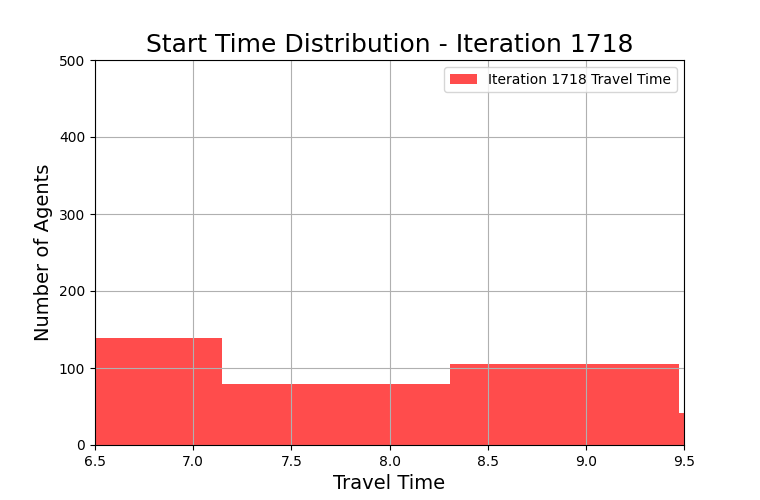 Start Time Distribution - Iteration 1718
Iteration 1718 Travel Time
Number of Agents
500
400
300
200
100
0
6.5 7.0 7.5 8.0 8.5 9.0 9.5
Travel Time